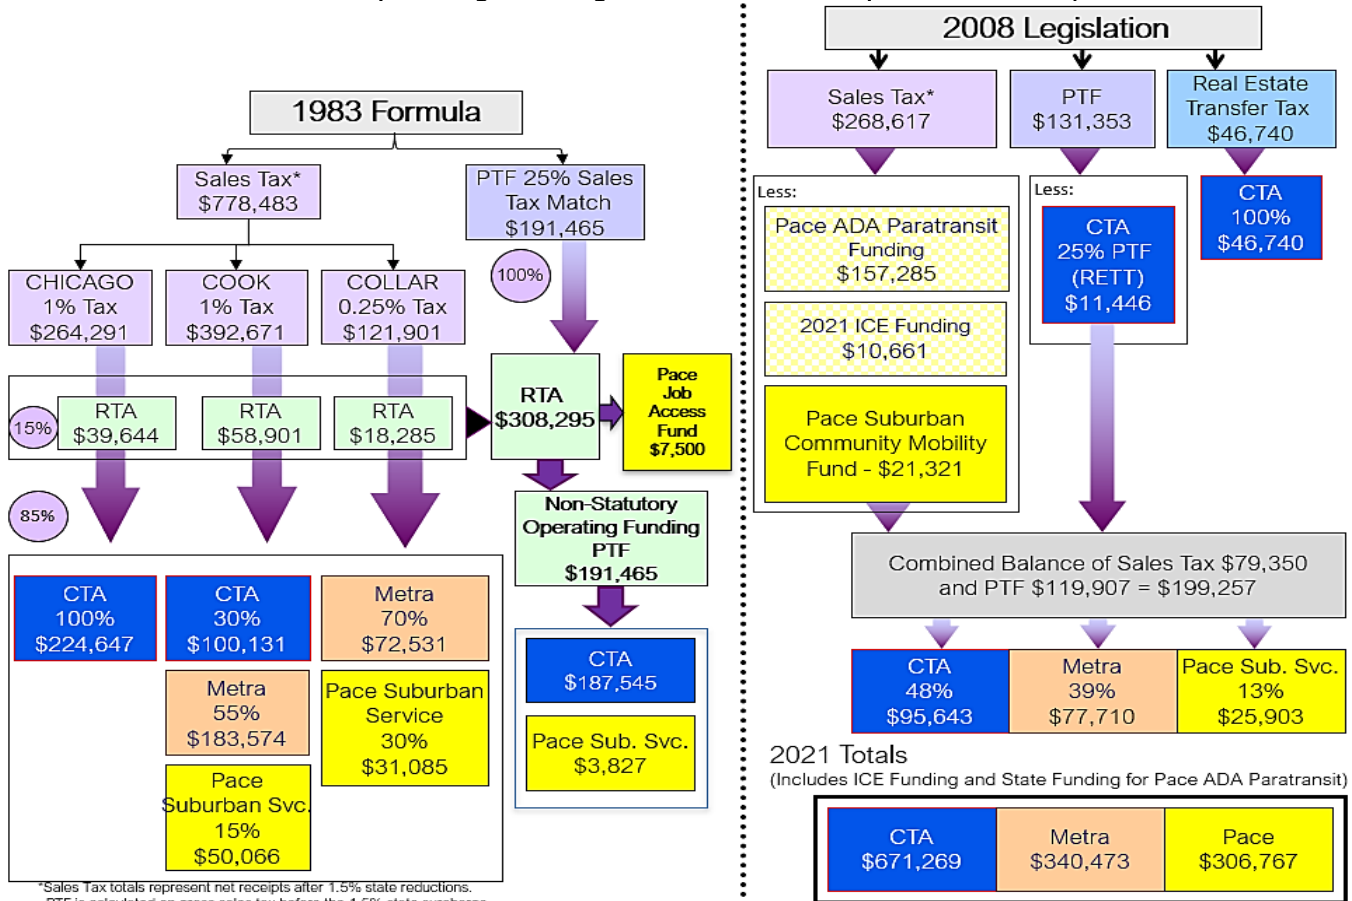 1983 Formula
Sales Tax*
$778,483
PTF 25% Sales
Tax Match
$191,465
CHICAGO
1% Tax
$264,291
COOK
1% Tax
$392,671
COLLAR
0.25% Tax
$121,901
100%
15%
RTA
$39,644
RTA
$58,901
RTA
$18,285
RTA
$308,295
Pace
Job
Access
Fund
$7,500
85%
Non-Statutory
Operating Funding
PTF
$191,465
CTA
100%
$224,647
CTA
30%
$100,131
Metra
70%
$72,531
Metra
55%
$183,574
Pace Suburban
Service
30%
$31,085
Pace
Suburban Svc.
15%
$50,066
CTA
$187,545
Pace Sub. Svc.
$3,827
*Sales Tax totals represent net receipts after 1.5% state reductions.
2008 Legislation
Sales Tax*
$268,617
PTF
$131,353
Real Estate
Transfer Tax
$46,740
Less:
Pace ADA Paratransit
Funding
$157,285
2021 ICE Funding
$10,661
Pace Suburban
Community Mobility
Fund - $21,321
Less:
CTA
25% PTF
(RETT)
$11,446
CTA
100%
$46,740
Combined Balance of Sales Tax $79,350
and PTF $119,907 = $199,257
CTA
48%
$95,643
Metra
39%
$77,710
Pace Sub. Svc.
13%
$25,903
2021 Totals
(Includes ICE Funding and State Funding for Pace ADA Paratransit)
CTA
$671,269
Metra
$340,473
Pace
$306,767